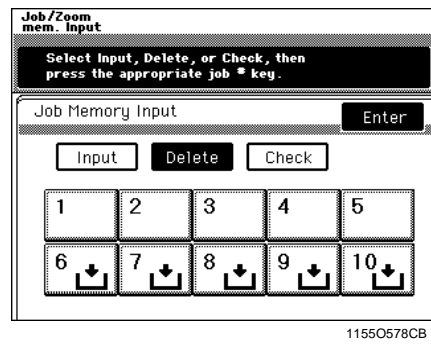 Job/Zoom
mem. Input
Select Input, Delete, or Check, then
press the appropriate job * key.
Job Memory Input
Enter
Input Delete Check
1 2 3 4 5
6 7 8 9 10
1155O578CB